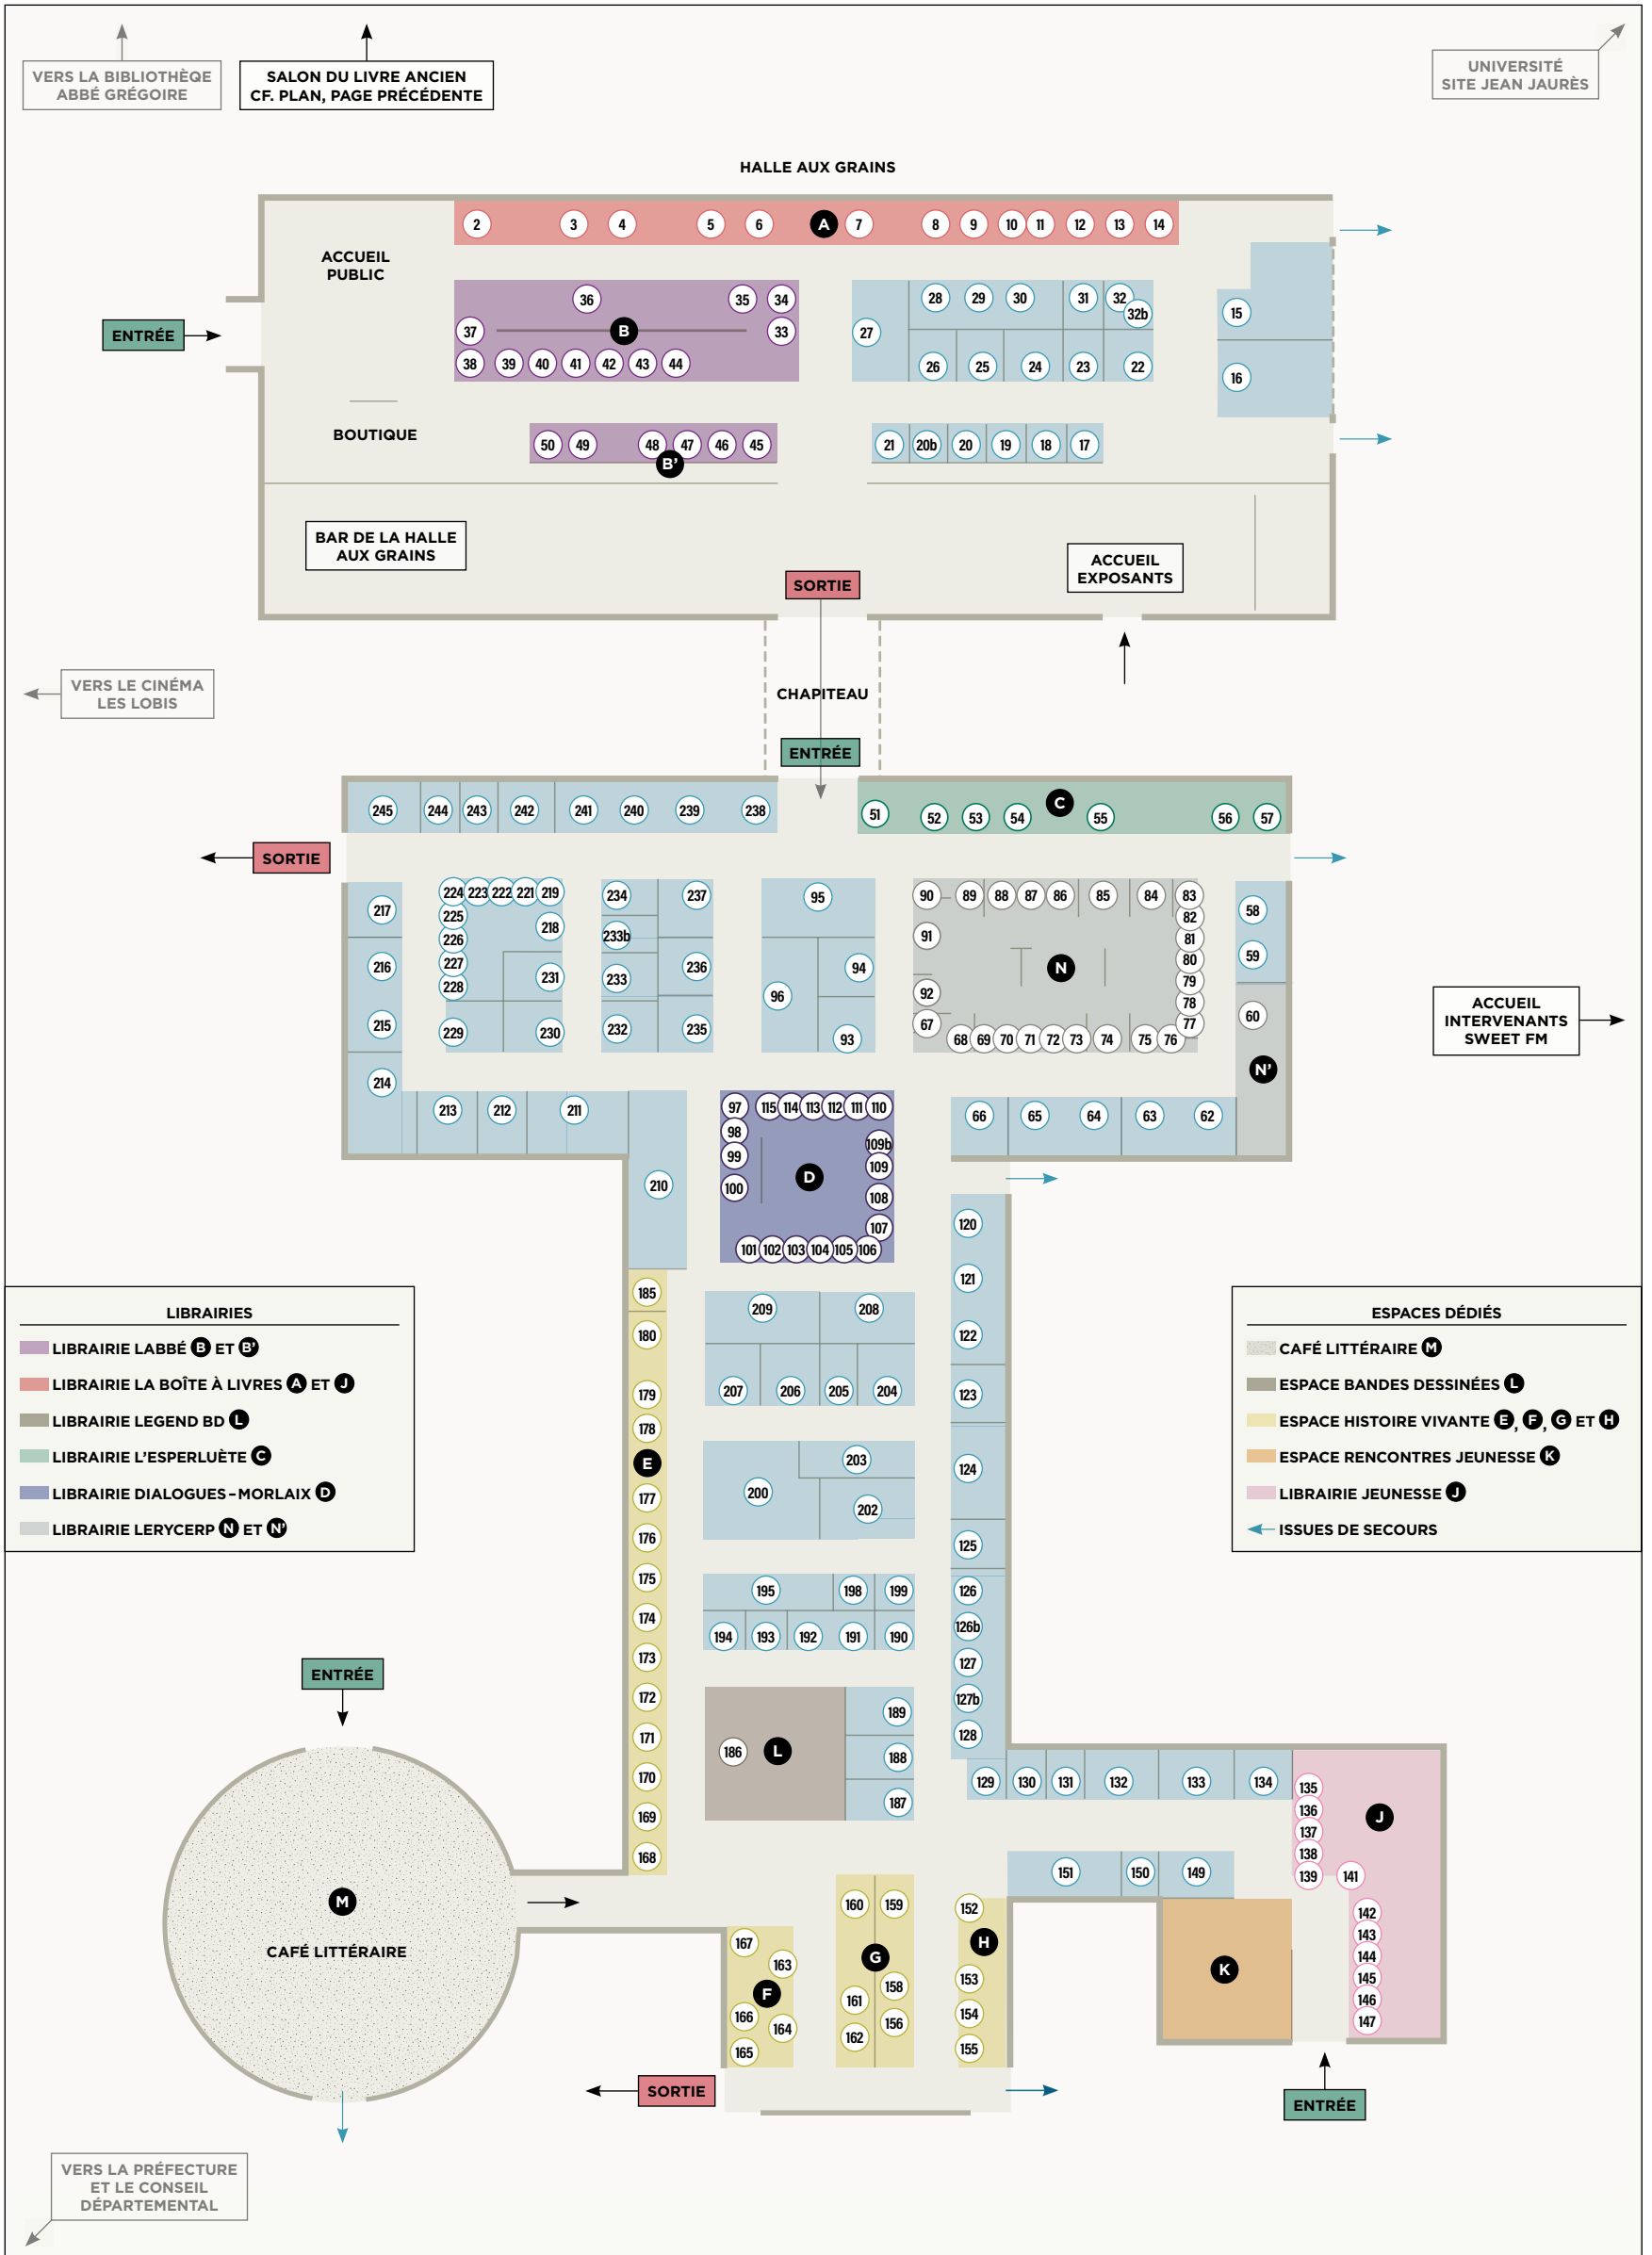 VERS LA BIBLIOTHÈQE
ABBÉ GRÉGOIRE
SALON DU LIVRE ANCIEN
CF. PLAN, PAGE PRÉCÉDENTE
UNIVERSITÉ
SITE JEAN JAURÈS
HALLE AUX GRAINS
2 3 4 5 6 A 7 8 9 10 11 12 13 14
ACCUEIL
PUBLIC
36 35 34
37 B 33
38 39 40 41 42 43 44
28 29 30 31 32
32b
27
26 25 24 23 22
15
16
ENTRÉE
BOUTIQUE
50 49 48 47 46 45
B’
21 20b 20 19 18 17
BAR DE LA HALLE
AUX GRAINS
ACCUEIL
EXPOSANTS
SORTIE
VERS LE CINÉMA
LES LOBIS
CHAPITEAU
ENTRÉE
245 244 243 242 241 240 239 238
51 52 53 54 C 55 56 57
SORTIE
217
216
215
214
224 223 222 221 219
225 218
226
227 231
228
229 230
234 237
233b
233 236
232 235
95
94
96
93
90 89 88 87 86 85 84 83
82
91 81
N 80
79
92 78
67 77
68 69 70 71 72 73 74 75 76
58
59
60
N’
ACCUEIL
INTERVENANTS
SWEET FM
213 212 211
210
97 115 114 113 112 111 110
98 109b
99 109
100 D 108
107
101 102 103 104 105 106
66 65 64 63 62
120
121
122
123
124
125
126
126b
127
127b
128
LIBRAIRIES
LIBRAIRIE LABBÉ B ET B’
LIBRAIRIE LA BOÎTE À LIVRES A ET J
LIBRAIRIE LEGEND BD L
LIBRAIRIE L’ESPERLUÈTE C
LIBRAIRIE DIALOGUES – MORLAIX D
LIBRAIRIE LERYCERP N ET N’
185
180
179
178
E
177
176
175
174
173
172
171
170
169
168
209 208
207 206 205 204
203
200
202
195 198 199
194 193 192 191 190
189
186 L 188
187
ESPACES DÉDIÉS
CAFÉ LITTÉRAIRE M
ESPACE BANDES DESSINÉES L
ESPACE HISTOIRE VIVANTE E, F, G ET H
ESPACE RENCONTRES JEUNESSE K
LIBRAIRIE JEUNESSE J
ISSUES DE SECOURS
129 130 131 132 133 134
135
136
137
138
139 141
J
142
143
144
145
146
147
151 150 149
K
ENTRÉE
M
CAFÉ LITTÉRAIRE
167
163
F
166
164
165
160 159
G
158
161
156
162
152
H
153
154
155
SORTIE
ENTRÉE
VERS LA PRÉFECTURE
ET LE CONSEIL
DÉPARTEMENTAL